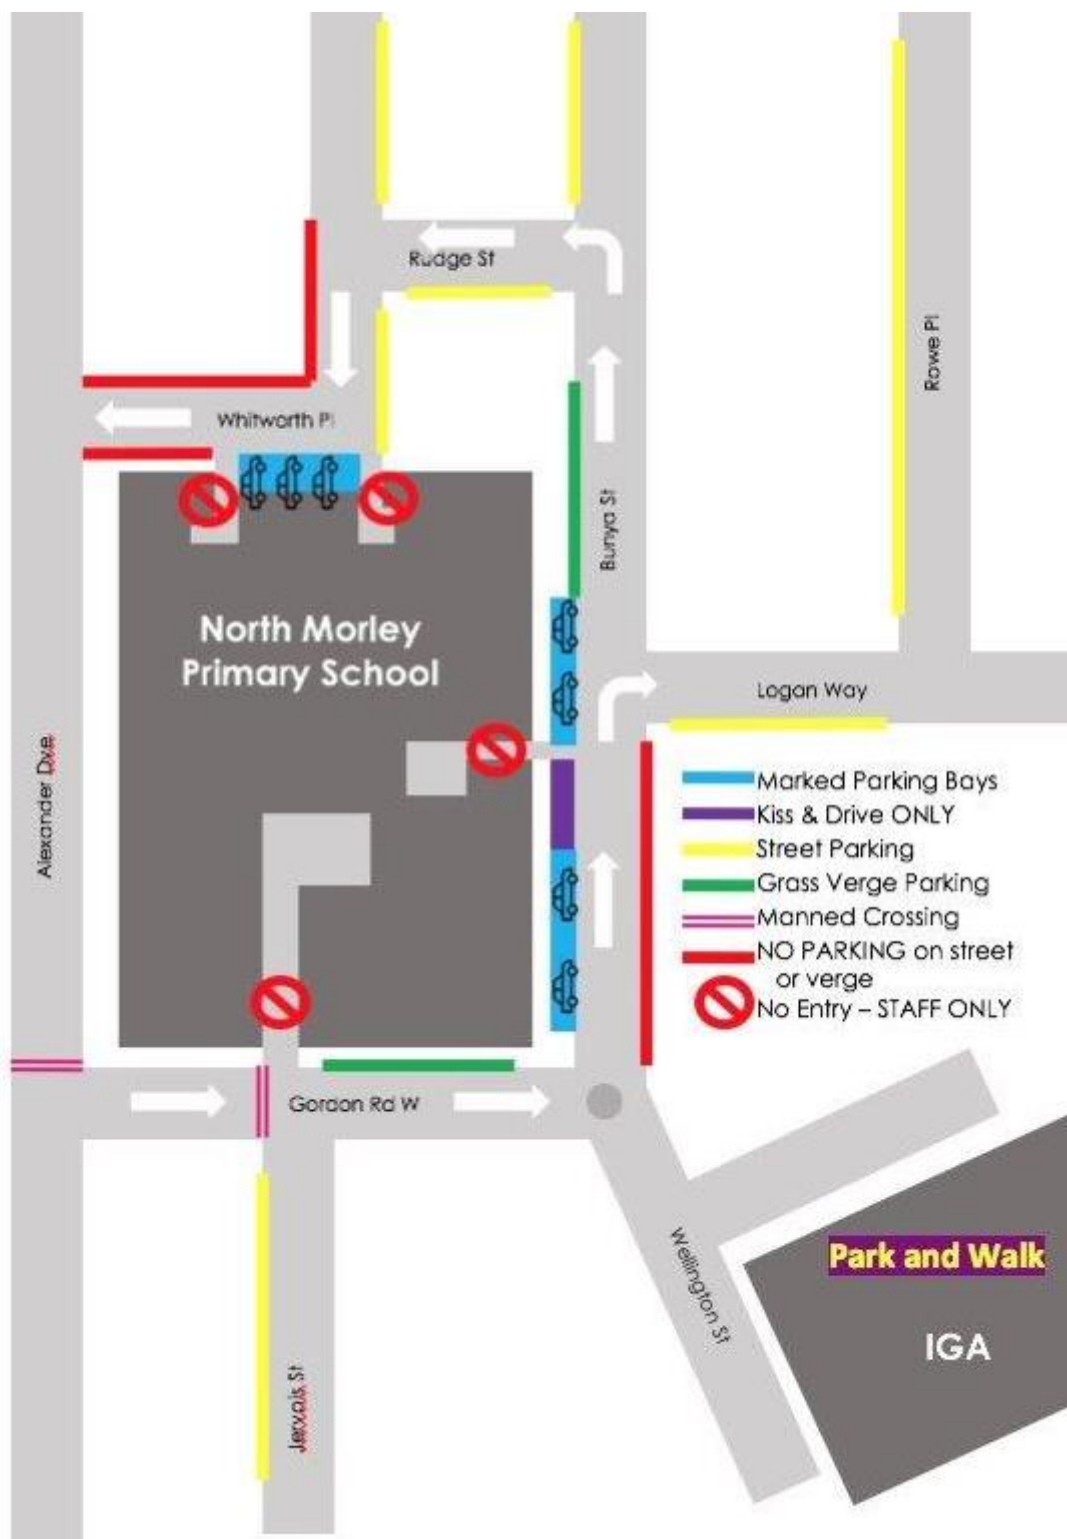 Rudge St
Rowe Pl
Whitworth Pl
Bunya St
North Morley
Primary School
Logan Way
Alexander Dve
Marked Parking Bays
Kiss & Drive ONLY
Street Parking
Grass Verge Parking
Manned Crossing
NO PARKING on street
or verge
No Entry – STAFF ONLY
Gordon Rd W
Wellington St
Park and Walk
IGA